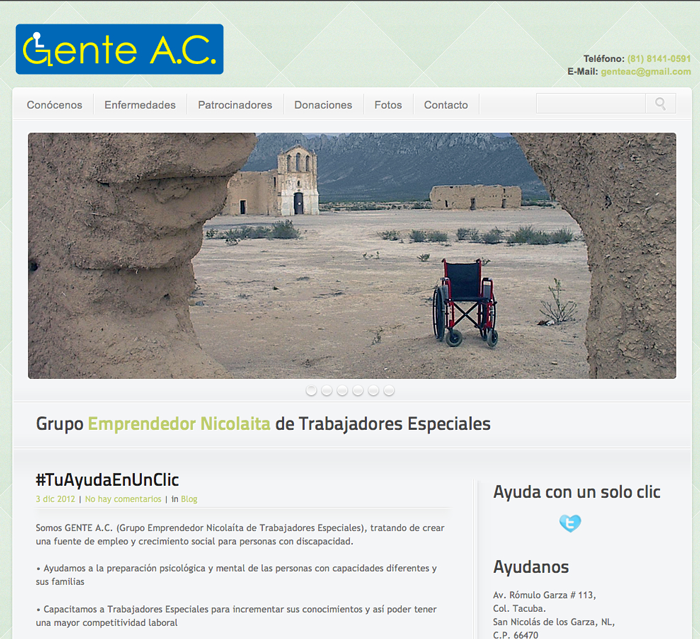 Gente A.C.
Teléfono: (81) 8141-0591
E-Mail: genteac@gmail.com
Conócenos Enfermedades Patrocinadores Donaciones Fotos Contacto
Grupo Emprendedor Nicolaita de Trabajadores Especiales
#TuAyudaEnUnClic
3 dic 2012 | No hay comentarios | in Blog
Somos GENTE A.C. (Grupo Emprendedor Nicolaíta de Trabajadores Especiales), tratando de crear
una fuente de empleo y crecimiento social para personas con discapacidad.
• Ayudamos a la preparación psicológica y mental de las personas con capacidades diferentes y
sus familias
• Capacitamos a Trabajadores Especiales para incrementar sus conocimientos y así poder tener
una mayor competitividad laboral
Ayuda con un solo clic
t
Ayudanos
Av. Rómulo Garza # 113,
Col. Tacuba.
San Nicolás de los Garza, NL,
C.P. 66470